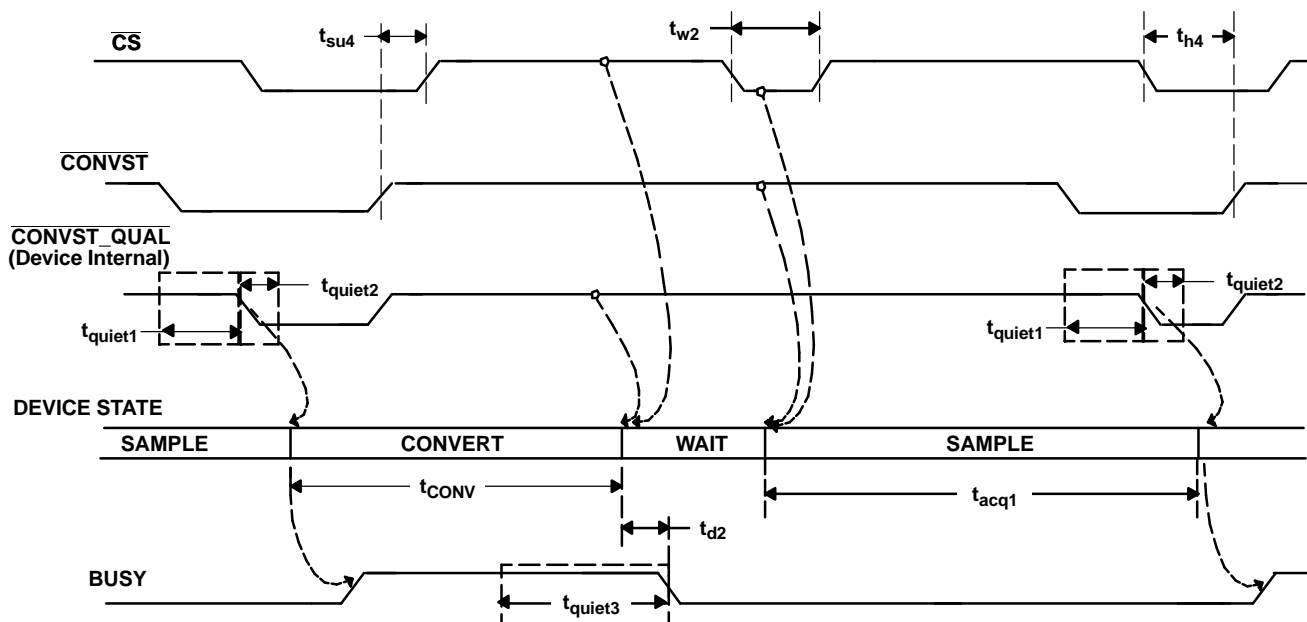 t_su4
t_w2
t_h4
CS
CONVST
CONVST_QUAL
(Device Internal)
t_quiet2
t_quiet2
t_quiet1
t_quiet1
DEVICE STATE
SAMPLE CONVERT WAIT SAMPLE
t_CONV
t_acq1
t_d2
BUSY
t_quiet3